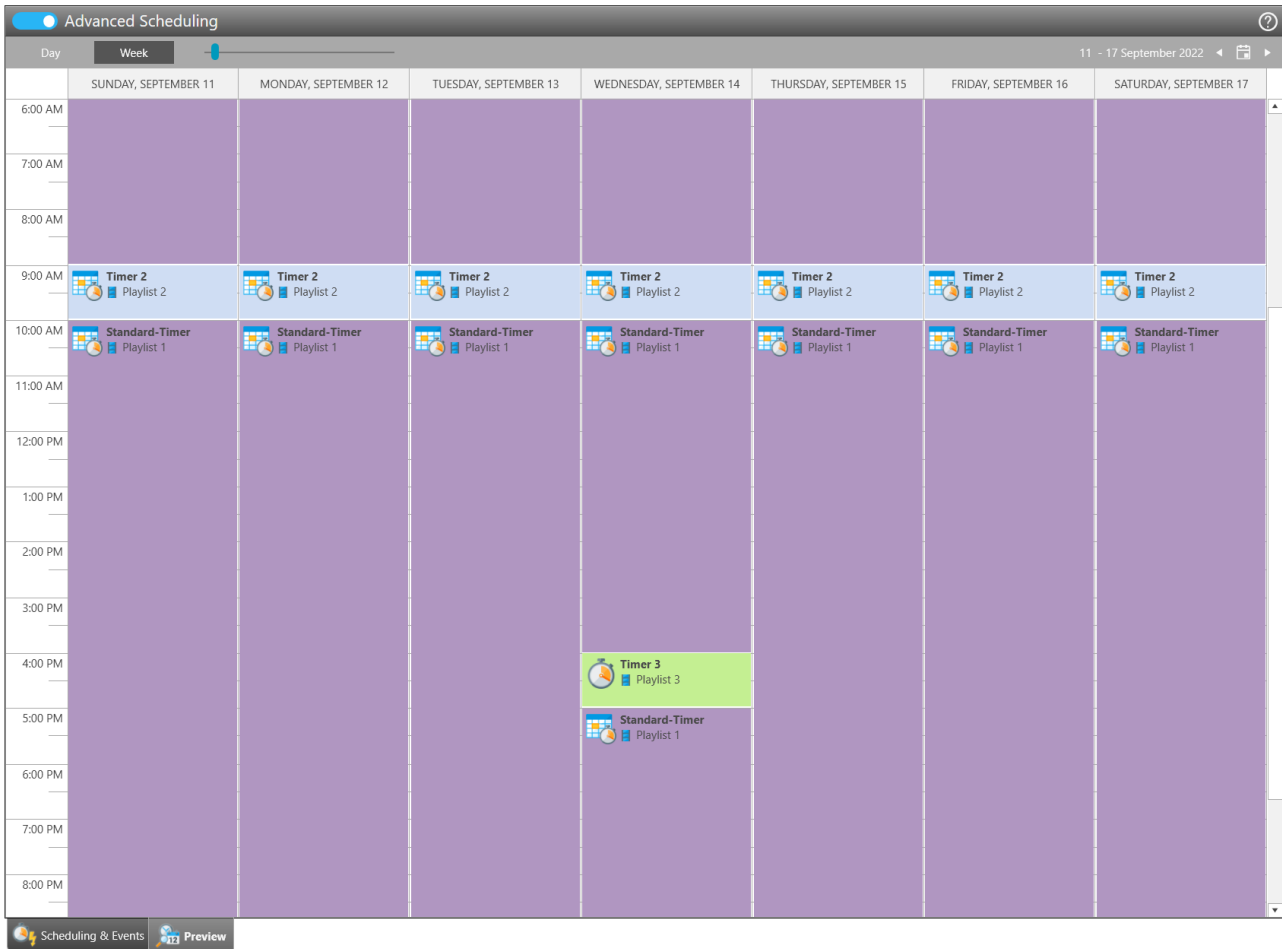 Advanced Scheduling
Day Week 11 - 17 September 2022
SUNDAY, SEPTEMBER 11 MONDAY, SEPTEMBER 12 TUESDAY, SEPTEMBER 13 WEDNESDAY, SEPTEMBER 14 THURSDAY, SEPTEMBER 15 FRIDAY, SEPTEMBER 16 SATURDAY, SEPTEMBER 17
6:00 AM
7:00 AM
8:00 AM
9:00 AM Timer 2 Timer 2 Timer 2 Timer 2 Timer 2 Timer 2 Timer 2
Playlist 2 Playlist 2 Playlist 2 Playlist 2 Playlist 2 Playlist 2 Playlist 2
10:00 AM Standard-Timer Standard-Timer Standard-Timer Standard-Timer Standard-Timer Standard-Timer Standard-Timer
Playlist 1 Playlist 1 Playlist 1 Playlist 1 Playlist 1 Playlist 1 Playlist 1
11:00 AM
12:00 PM
1:00 PM
2:00 PM
3:00 PM
4:00 PM Timer 3
Playlist 3
5:00 PM Standard-Timer
Playlist 1
6:00 PM
7:00 PM
8:00 PM
Scheduling & Events 12 Preview